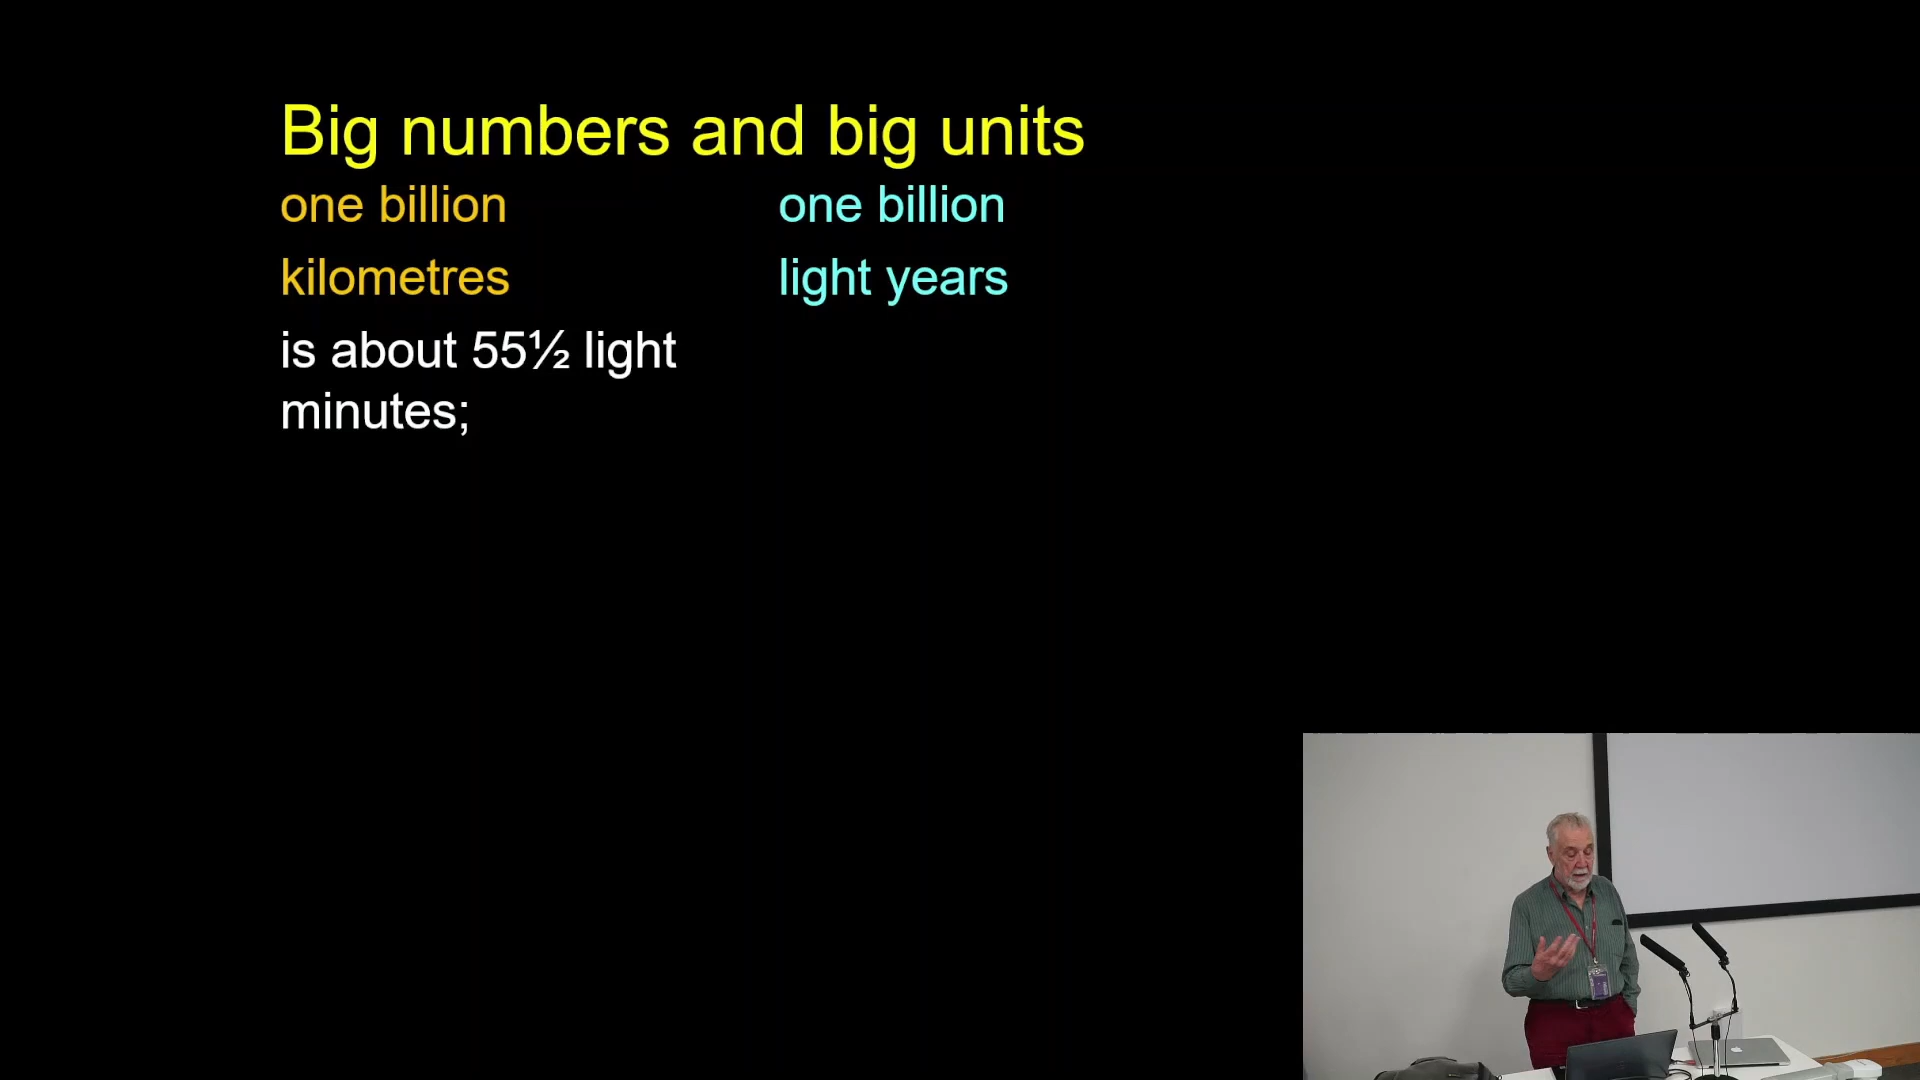 Big numbers and big units
one billion
kilometres
is about 55½ light
minutes;
one billion
light years